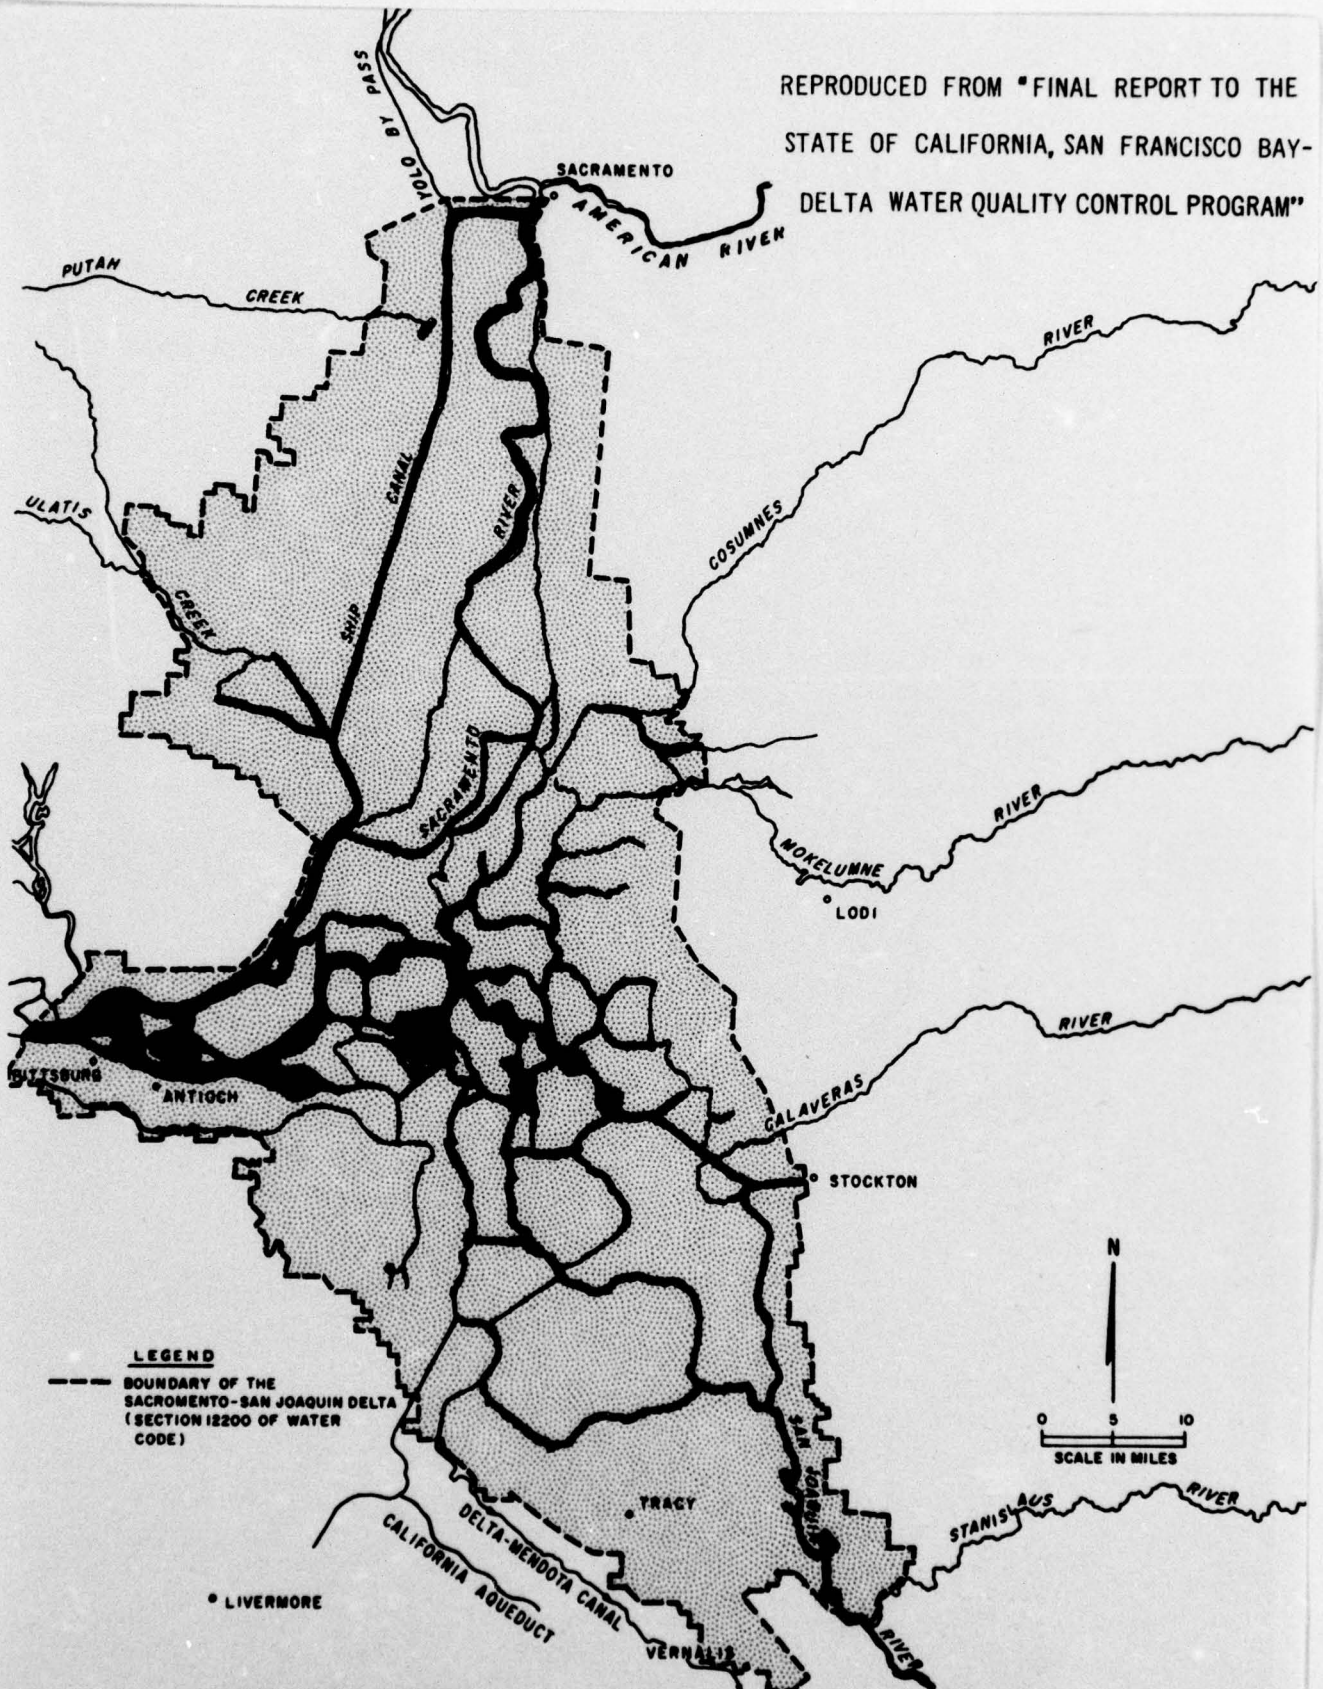 REPRODUCED FROM "FINAL REPORT TO THE
STATE OF CALIFORNIA, SAN FRANCISCO BAY-
DELTA WATER QUALITY CONTROL PROGRAM"
YOLO BY PASS
SACRAMENTO
AMERICAN RIVER
PUTAH CREEK
RIVER
COSUMNES
CANAL
SHIP
RIVER
SACRAMENTO
ULATIS
CREEK
RIVER
MOKELUMNE
LODI
RIVER
CALAVERAS
PITTSBURG
ANTIOCH
STOCKTON
N
LEGEND
BOUNDARY OF THE
SACROMENTO-SAN JOAQUIN DELTA
(SECTION 12200 OF WATER
CODE)
0 5 10
SCALE IN MILES
SAN JOAQUIN
RIVER
STANISLAUS RIVER
TRACY
DELTA-MENDOTA CANAL
CALIFORNIA AQUEDUCT
LIVERMORE
VERNALIS